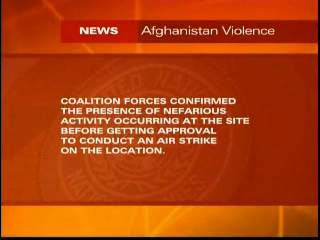 NEWS Afghanistan Violence
COALITION FORCES CONFIRMED
THE PRESENCE OF NEFARIOUS
ACTIVITY OCCURRING AT THE SITE
BEFORE GETTING APPROVAL
TO CONDUCT AN AIR STRIKE
ON THE LOCATION.